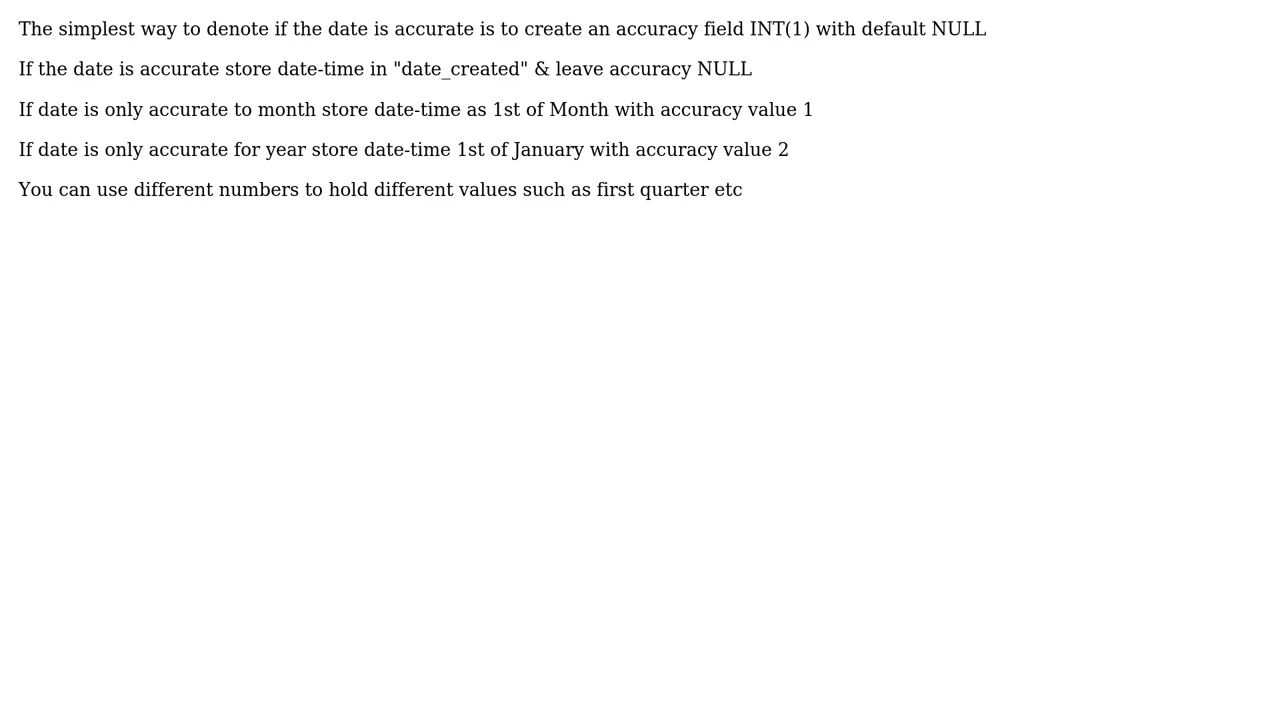 The simplest way to denote if the date is accurate is to create an accuracy field INT(1) with default NULL
If the date is accurate store date-time in "date_created" & leave accuracy NULL
If date is only accurate to month store date-time as 1st of Month with accuracy value 1
If date is only accurate for year store date-time 1st of January with accuracy value 2
You can use different numbers to hold different values such as first quarter etc